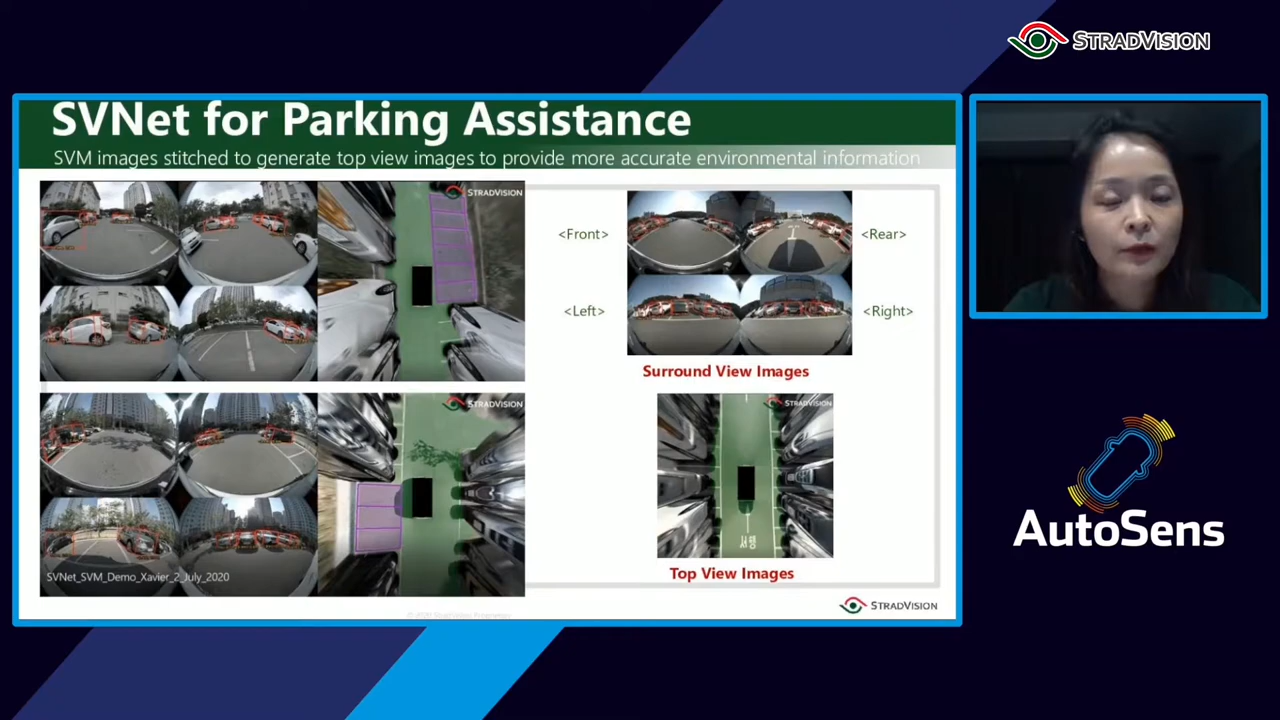 STRADVISION
SVNet for Parking Assistance
SVM images stitched to generate top view images to provide more accurate environmental information
STRADVISION
<Front>
<Rear>
<Left>
<Right>
Surround View Images
STRADVISION
STRADVISION
SVNet_SVM_Demo_Xavier_2_July_2020
Top View Images
STRADVISION
AutoSens